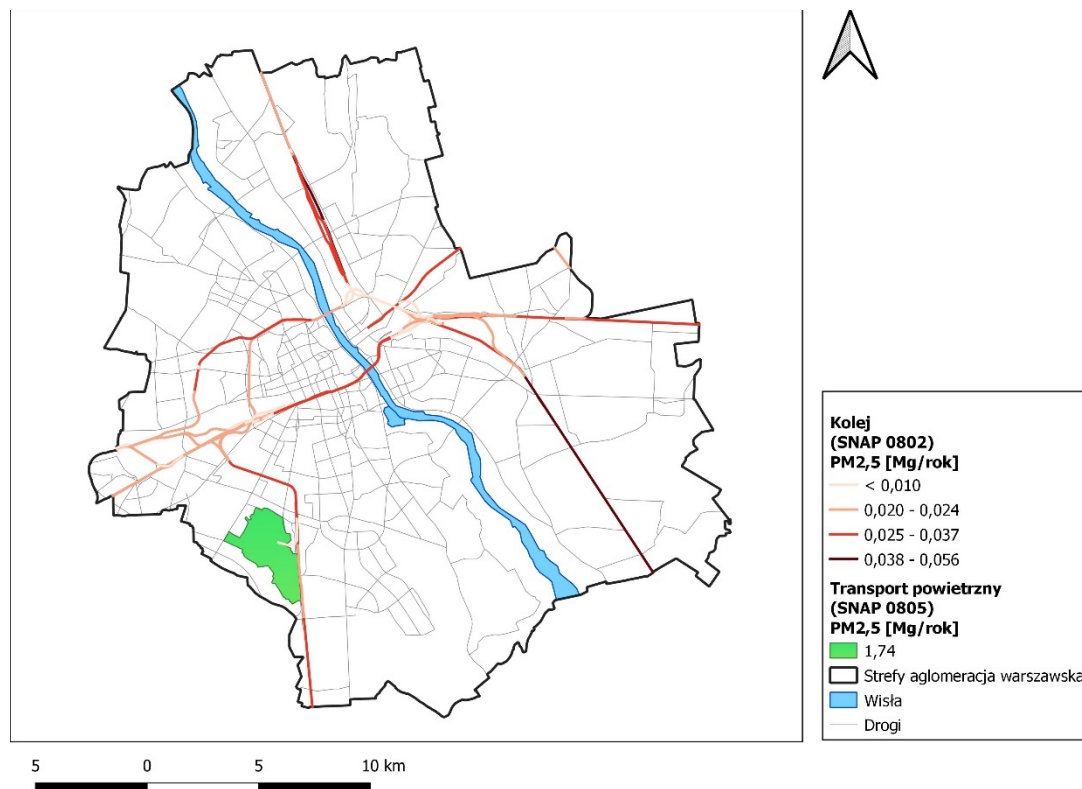 Kolej
(SNAP 0802)
PM2,5 [Mg/rok]
< 0,010
0,020 - 0,024
0,025 - 0,037
0,038 - 0,056
Transport powietrzny
(SNAP 0805)
PM2,5 [Mg/rok]
1,74
Strefy aglomeracja warszawska
Wisła
Drogi
5 0 5 10 km